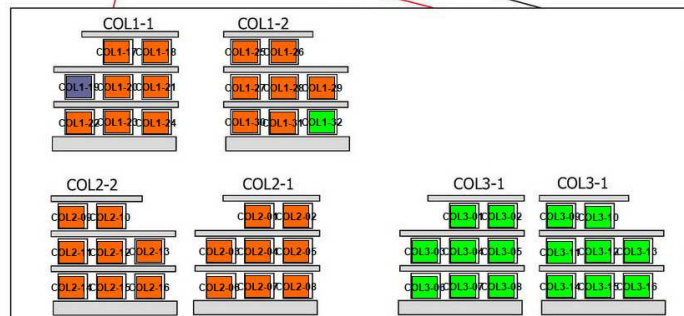 COL1-1 COL1-2
COL1-17 COL1-18 COL1-25 COL1-26
COL1-19 COL1-20 COL1-21 COL1-27 COL1-28 COL1-29
COL1-22 COL1-23 COL1-24 COL1-30 COL1-31 COL1-32
COL2-2 COL2-1 COL3-1 COL3-1
COL2-09 COL2-10 COL2-01 COL2-02 COL3-01 COL3-02 COL3-09 COL3-10
COL2-11 COL2-12 COL2-13 COL2-03 COL2-04 COL2-05 COL3-03 COL3-04 COL3-05 COL3-11 COL3-12 COL3-13
COL2-14 COL2-15 COL2-16 COL2-06 COL2-07 COL2-08 COL3-06 COL3-07 COL3-08 COL3-14 COL3-15 COL3-16